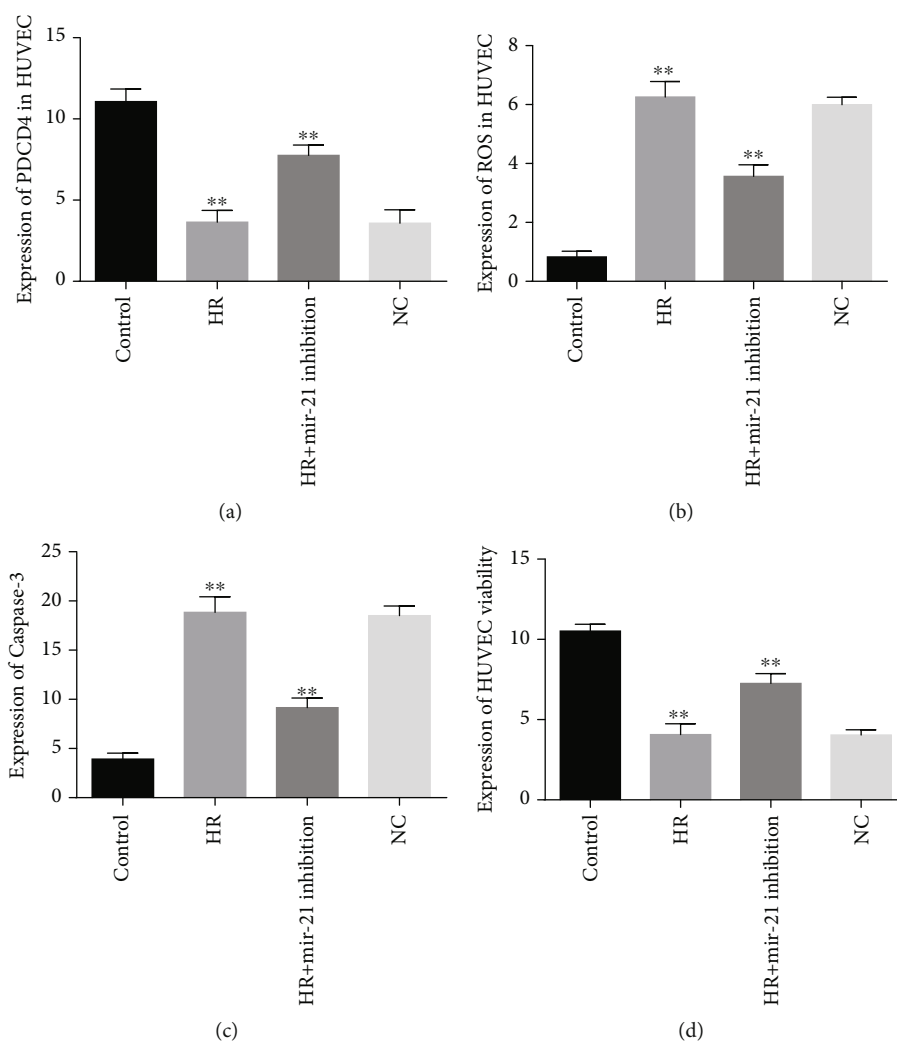 Expression of PDCD4 in HUVEC
15
10
5
0
**
**
Control
HR
HR+mir-21 inhibition
NC
(a)
Expression of ROS in HUVEC
8
6
4
2
0
**
**
Control
HR
HR+mir-21 inhibition
NC
(b)
Expression of Caspase-3
25
20
15
10
5
0
**
**
Control
HR
HR+mir-21 inhibition
NC
(c)
Expression of HUVEC viability
15
10
5
0
**
**
Control
HR
HR+mir-21 inhibition
NC
(d)